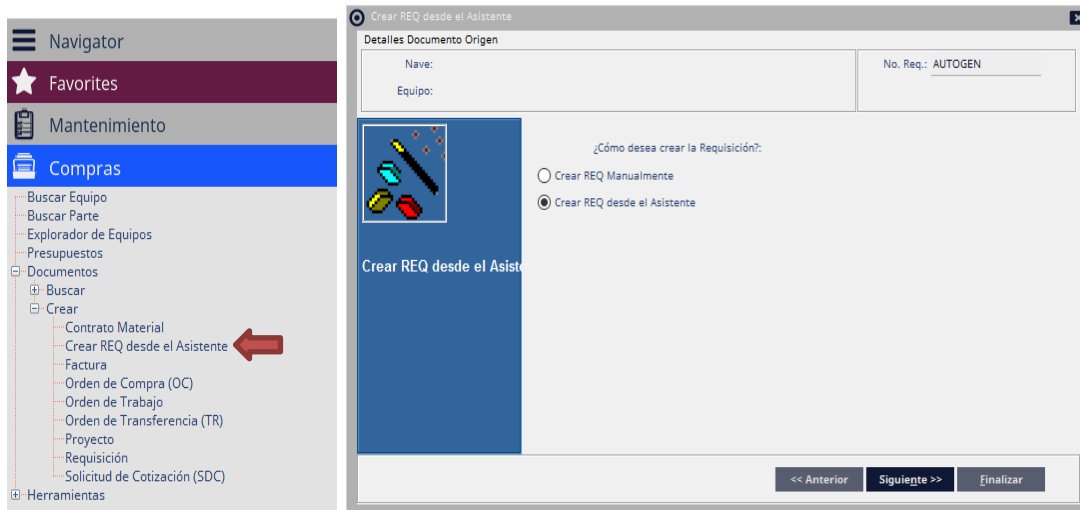 Navigator
Favorites
Mantenimiento
Compras
Buscar Equipo
Buscar Parte
Explorador de Equipos
Presupuestos
Documentos
Buscar
Crear
Contrato Material
Crear REQ desde el Asistente
Factura
Orden de Compra (OC)
Orden de Trabajo
Orden de Transferencia (TR)
Proyecto
Requisición
Solicitud de Cotización (SDC)
Herramientas
Crear REQ desde el Asistente
Detalles Documento Origen
Nave:
No. Req.: AUTOGEN
Equipo:
¿Cómo desea crear la Requisición?:
Crear REQ Manualmente
Crear REQ desde el Asistente
Crear REQ desde el Asiste
<< Anterior
Siguiente >>
Finalizar